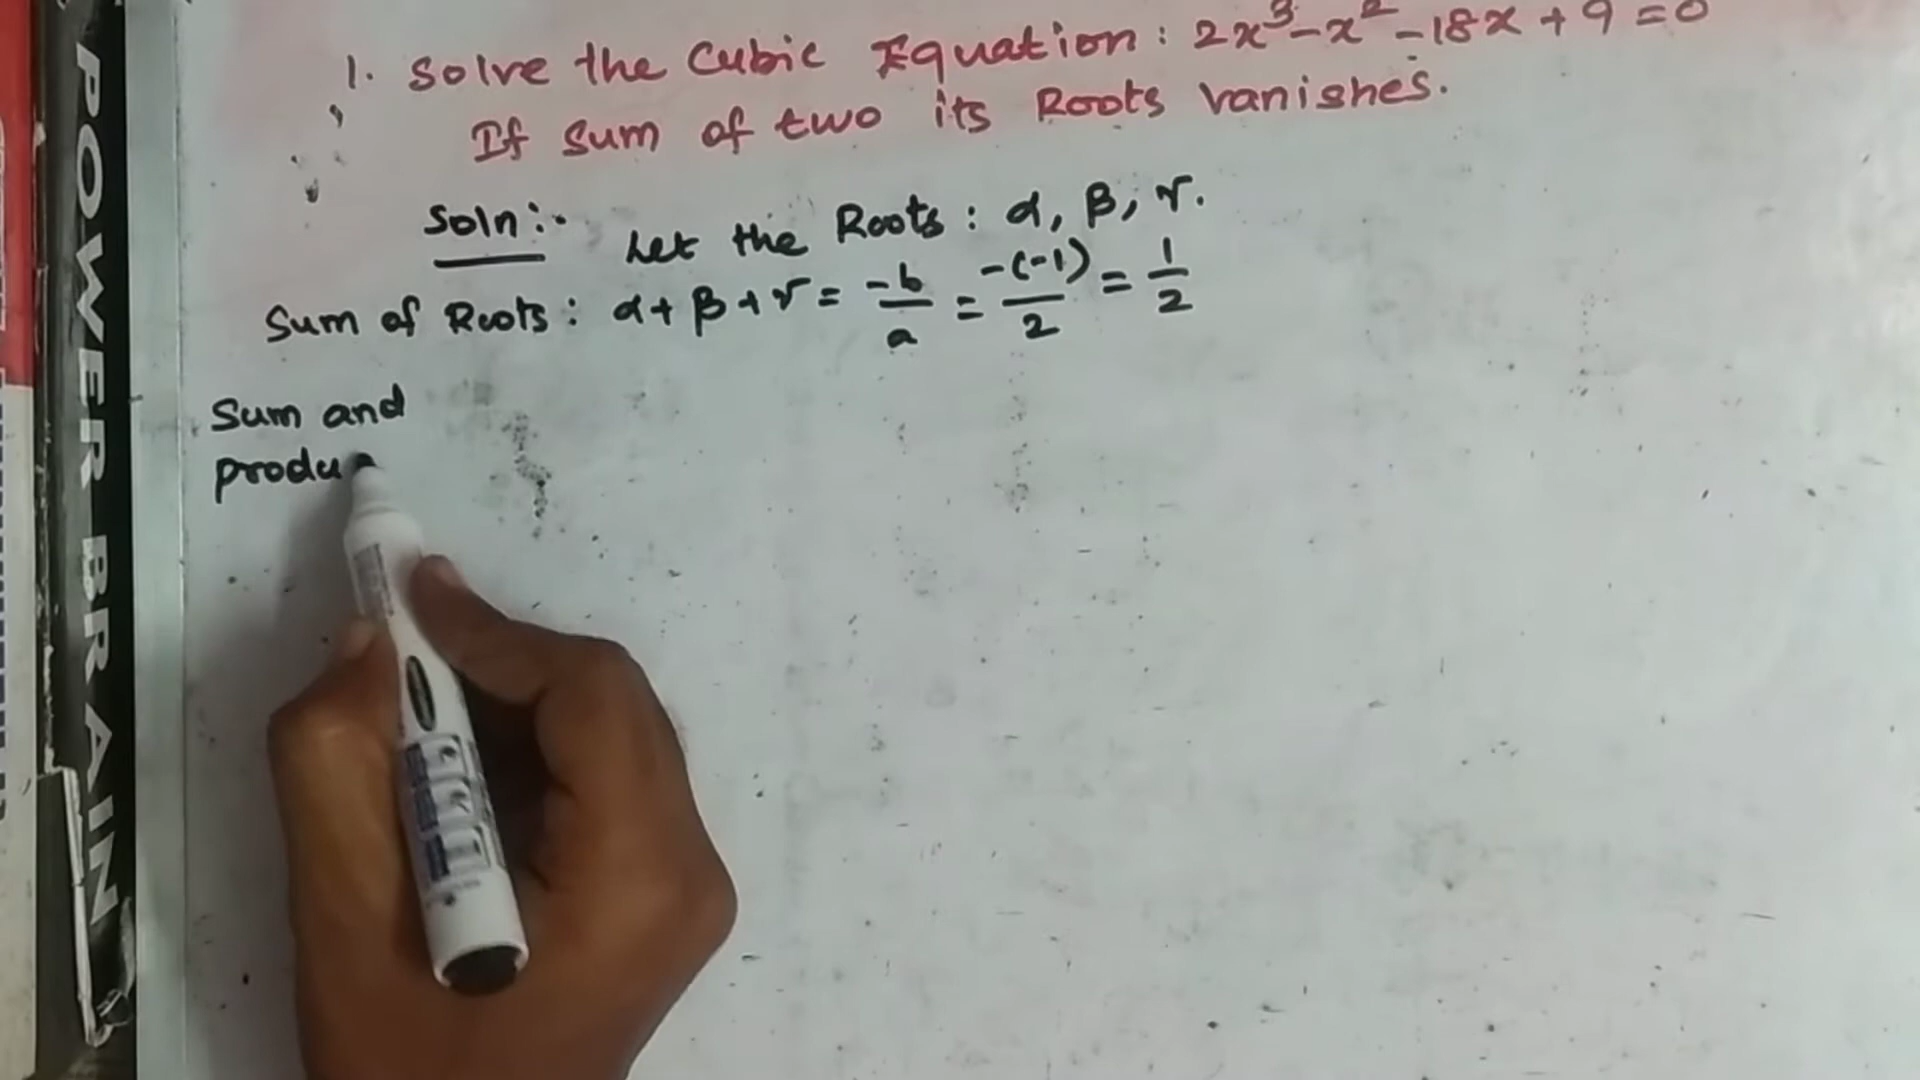 1. Solve the Cubic Equation: 2x³-x²-18x+9=0
If sum of two its Roots vanishes.
Soln:- Let the Roots: α, β, γ.
Sum of Roots: α+β+γ = -b/a = -(-1)/2 = 1/2
Sum and
produ
POWER BRAIN